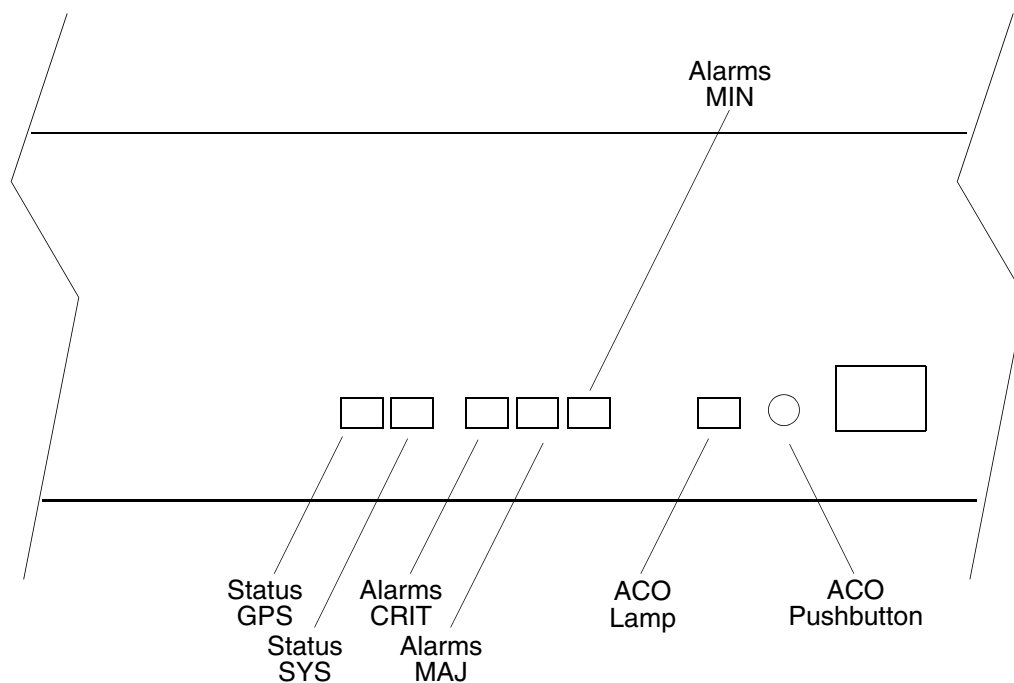 Alarms
MIN
Status
GPS
Status
SYS
Alarms
CRIT
Alarms
MAJ
ACO
Lamp
ACO
Pushbutton